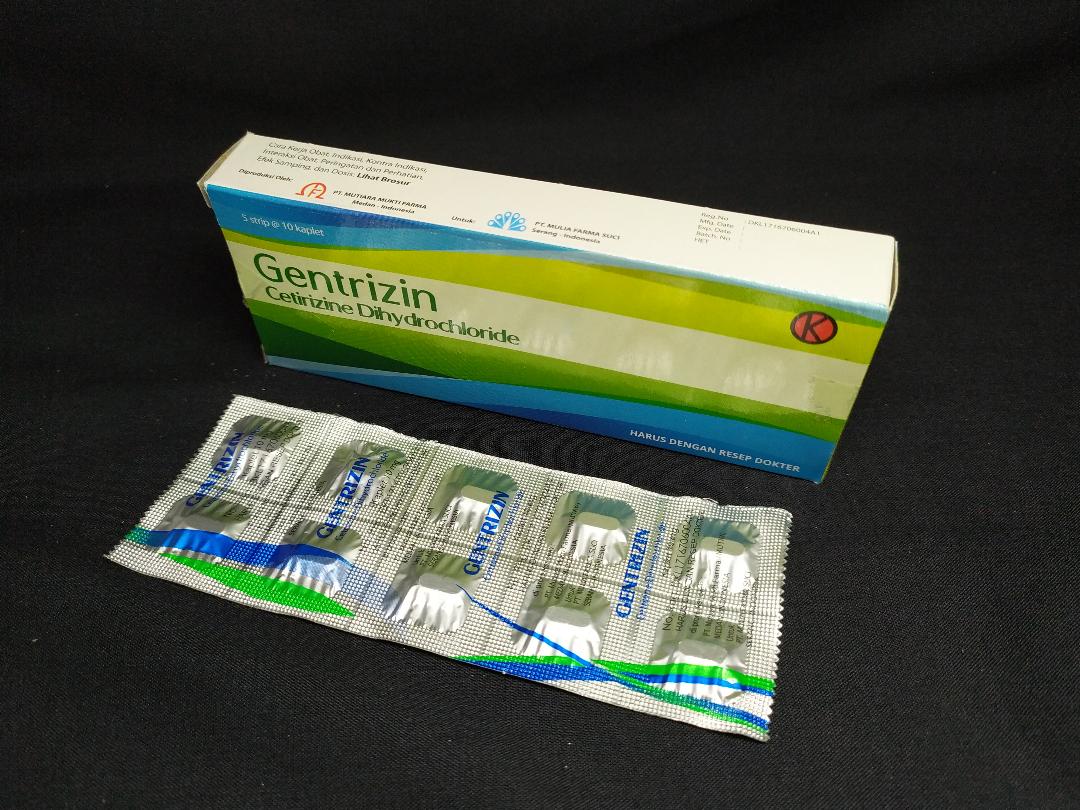 Cara Kerja Obat, Indikasi, Kontra Indikasi,
Interaksi Obat, Peringatan dan Perhatian,
Efek Samping, dan Dosis: Lihat Brosur
Diproduksi Oleh:
PT. MUTIARA MUKTI FARMA
Medan - Indonesia
Untuk:
PT. MULIA FARMA SUCI
Serang - Indonesia
Reg. No : DKL1716706004A1
Mfg. Date
Exp. Date
Batch. No
HET
5 strip @ 10 kaplet
Gentrizin
Cetirizine Dihydrochloride
K
HARUS DENGAN RESEP DOKTER
GENTRIZIN
GENTRIZIN
GENTRIZIN
GENTRIZIN